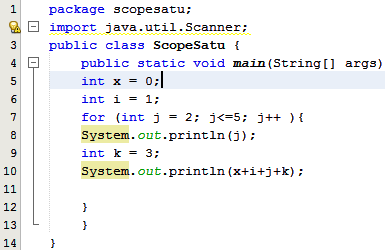 1 package scopesatu;
import java.util.Scanner;
3 public class ScopeSatu {
4 public static void main(String[] args)
5 int x = 0;
6 int i = 1;
7 for (int j = 2; j<=5; j++ ){
8 System.out.println(j);
9 int k = 3;
10 System.out.println(x+i+j+k);
11
12 }
13 }
14 }